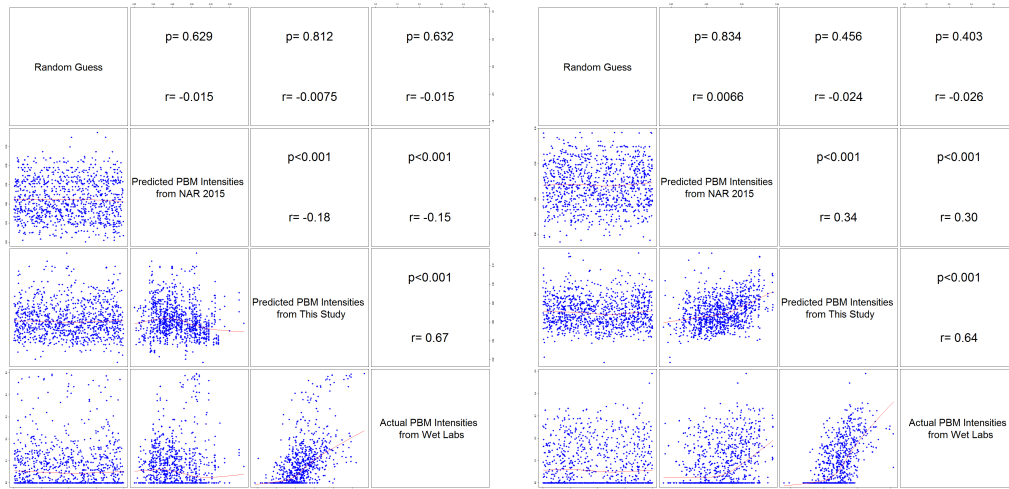 Random Guess
p= 0.629
r= -0.015
p= 0.812
r= -0.0075
p= 0.632
r= -0.015
Predicted PBM Intensities
from NAR 2015
p<0.001
r= -0.18
p<0.001
r= -0.15
Predicted PBM Intensities
from This Study
p<0.001
r= 0.67
Actual PBM Intensities
from Wet Labs
Random Guess
p= 0.834
r= 0.0066
p= 0.456
r= -0.024
p= 0.403
r= -0.026
Predicted PBM Intensities
from NAR 2015
p<0.001
r= 0.34
p<0.001
r= 0.30
Predicted PBM Intensities
from This Study
p<0.001
r= 0.64
Actual PBM Intensities
from Wet Labs